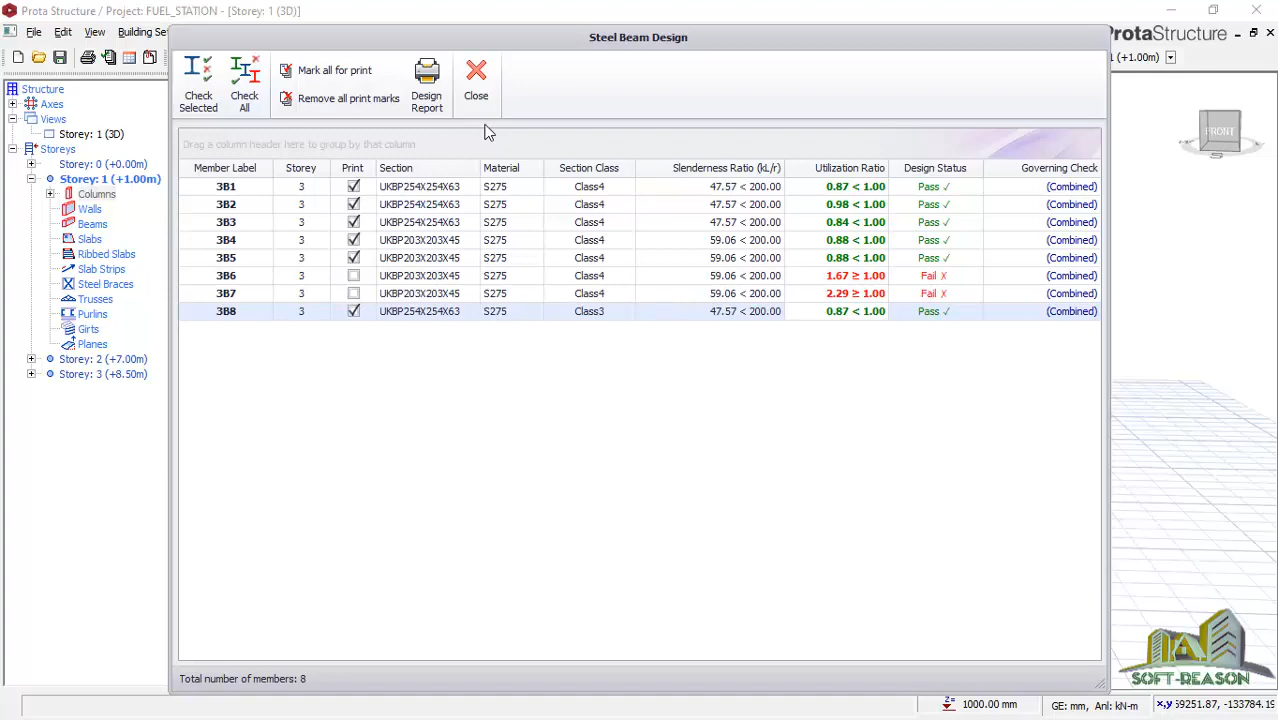 Prota Structure / Project: FUEL_STATION - [Storey: 1 (3D)]
File Edit View Building Set
ProtaStructure
1 (+1.00m)
Structure
Axes
Views
Storey: 1 (3D)
Storeys
Storey: 0 (+0.00m)
Storey: 1 (+1.00m)
Columns
Walls
Beams
Slabs
Ribbed Slabs
Slab Strips
Steel Braces
Trusses
Purlins
Girts
Planes
Storey: 2 (+7.00m)
Storey: 3 (+8.50m)
Steel Beam Design
Check Selected
Check All
Mark all for print
Remove all print marks
Design Report
Close
Drag a column header here to group by that column
Member Label Storey Print Section Material Section Class Slenderness Ratio (kL/r) Utilization Ratio Design Status Governing Check
3B1 3 UKBP254X254X63 S275 Class4 47.57 < 200.00 0.87 < 1.00 Pass ✓ (Combined)
3B2 3 UKBP254X254X63 S275 Class4 47.57 < 200.00 0.98 < 1.00 Pass ✓ (Combined)
3B3 3 UKBP254X254X63 S275 Class4 47.57 < 200.00 0.84 < 1.00 Pass ✓ (Combined)
3B4 3 UKBP203X203X45 S275 Class4 59.06 < 200.00 0.88 < 1.00 Pass ✓ (Combined)
3B5 3 UKBP203X203X45 S275 Class4 59.06 < 200.00 0.88 < 1.00 Pass ✓ (Combined)
3B6 3 UKBP203X203X45 S275 Class4 59.06 < 200.00 1.67 ≥ 1.00 Fail ✗ (Combined)
3B7 3 UKBP203X203X45 S275 Class4 59.06 < 200.00 2.29 ≥ 1.00 Fail ✗ (Combined)
3B8 3 UKBP254X254X63 S275 Class3 47.57 < 200.00 0.87 < 1.00 Pass ✓ (Combined)
Total number of members: 8
FRONT
SOFT-REASON
Z= 1000.00 mm GE: mm, Anl: kN-m x,y 59251.87, -133784.19